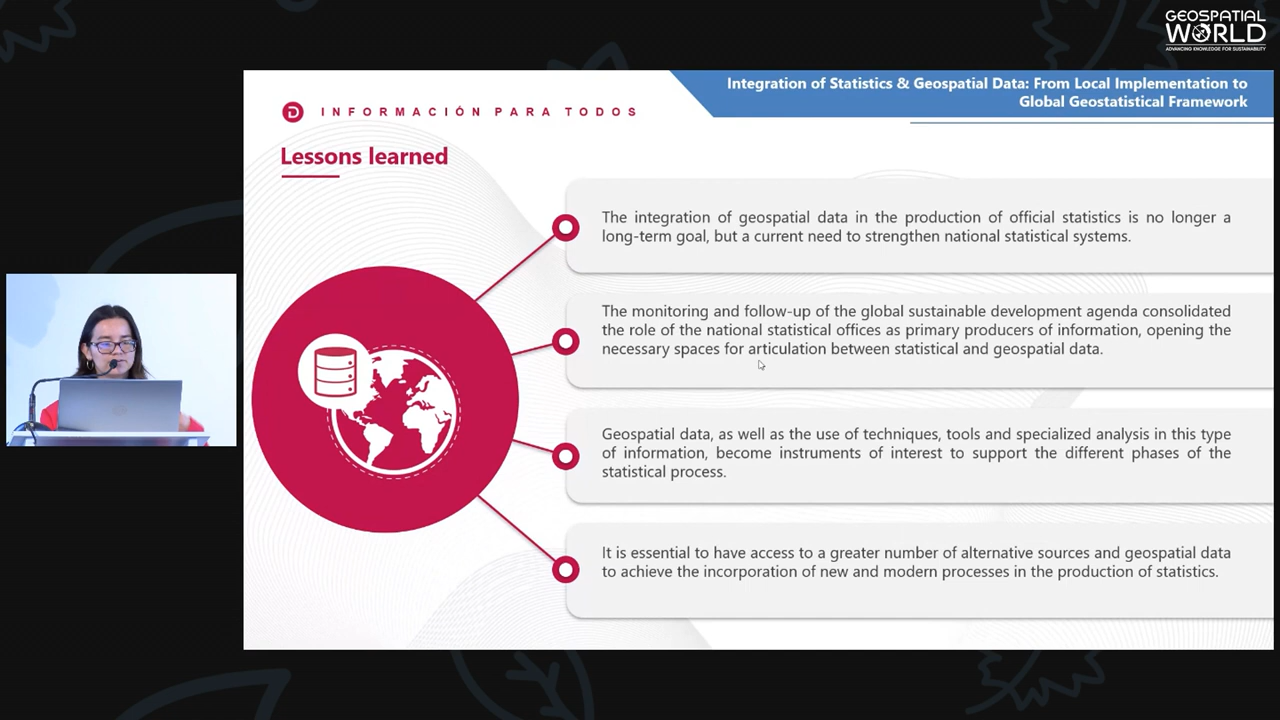 GEOSPATIAL
WORLD
ADVANCING KNOWLEDGE FOR SUSTAINABILITY
Integration of Statistics & Geospatial Data: From Local Implementation to
Global Geostatistical Framework
D INFORMACIÓN PARA TODOS
Lessons learned
The integration of geospatial data in the production of official statistics is no longer a
long-term goal, but a current need to strengthen national statistical systems.
The monitoring and follow-up of the global sustainable development agenda consolidated
the role of the national statistical offices as primary producers of information, opening the
necessary spaces for articulation between statistical and geospatial data.
Geospatial data, as well as the use of techniques, tools and specialized analysis in this type
of information, become instruments of interest to support the different phases of the
statistical process.
It is essential to have access to a greater number of alternative sources and geospatial data
to achieve the incorporation of new and modern processes in the production of statistics.